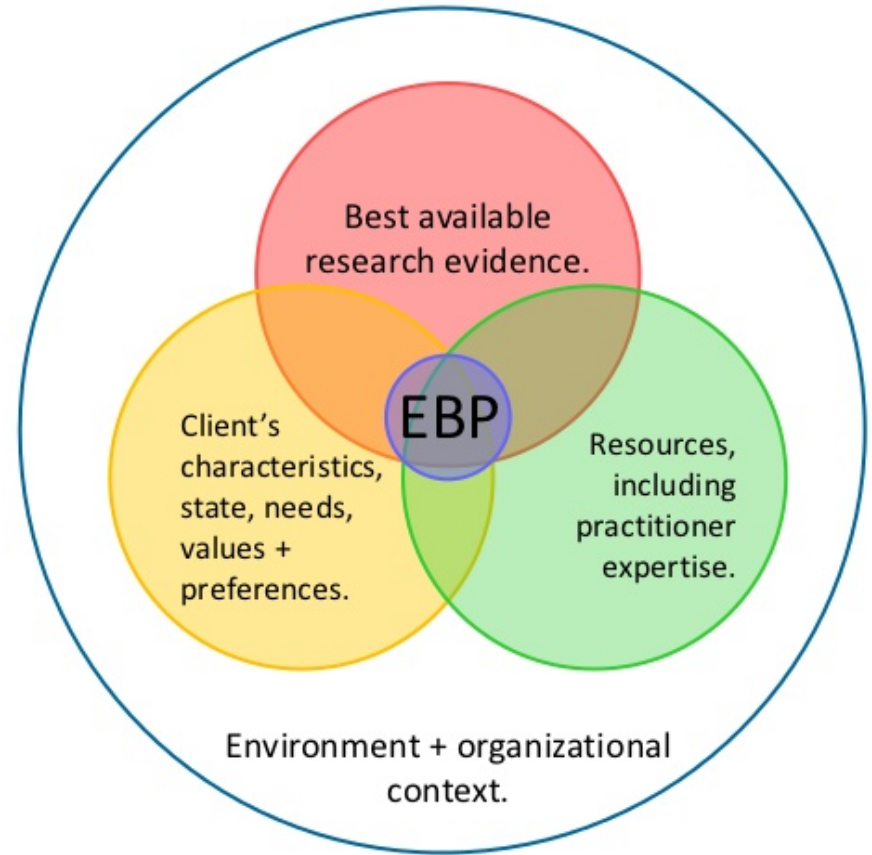 Best available
research evidence.
EBP
Client’s
characteristics,
state, needs,
values +
preferences.
Resources,
including
practitioner
expertise.
Environment + organizational
context.